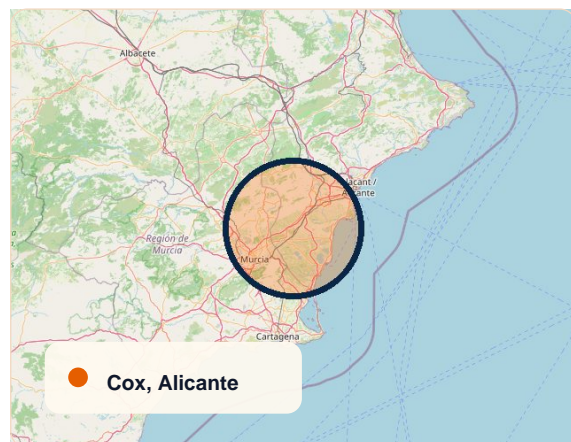 Albacete
Alacant /
Alicante
Región de
Murcia
Murcia
Cartagena
Cox, Alicante